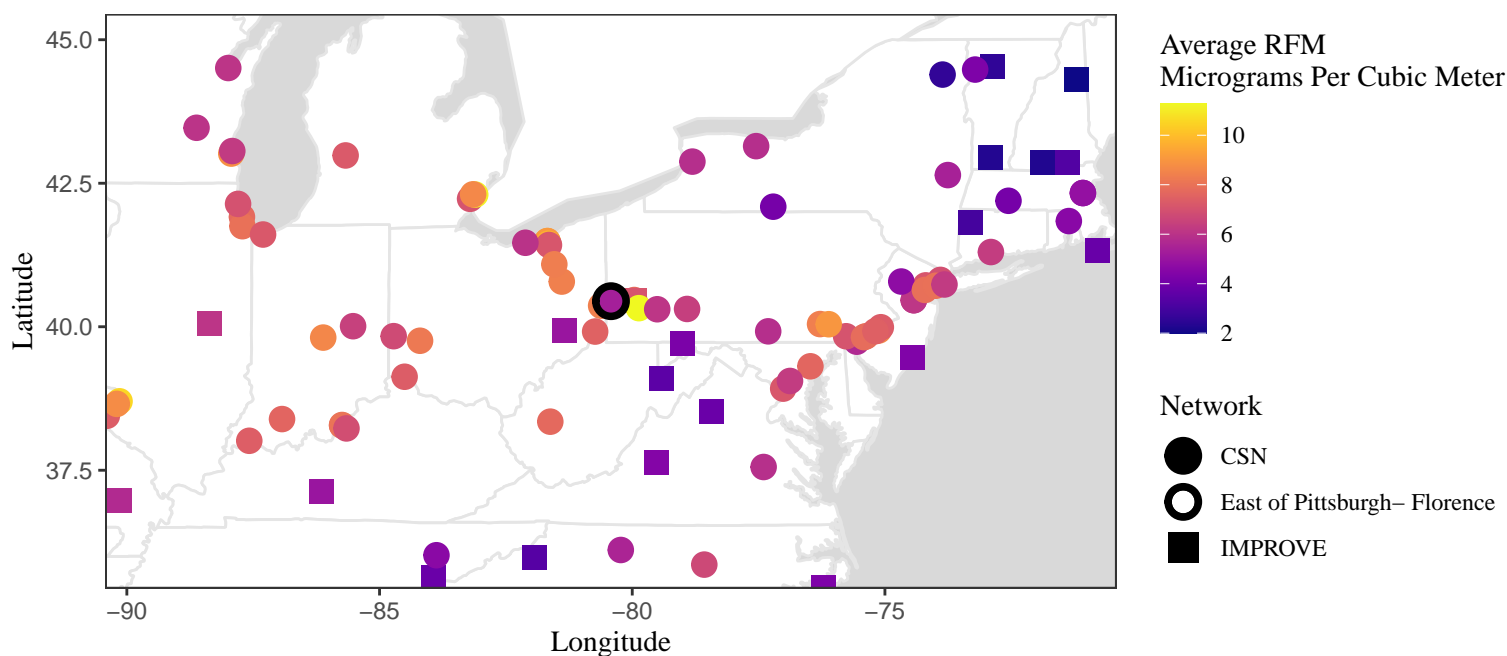 45.0
42.5
40.0
37.5
Latitude
−90
−85
−80
−75
Longitude
Average RFM
Micrograms Per Cubic Meter
10
8
6
4
2
Network
CSN
East of Pittsburgh− Florence
IMPROVE